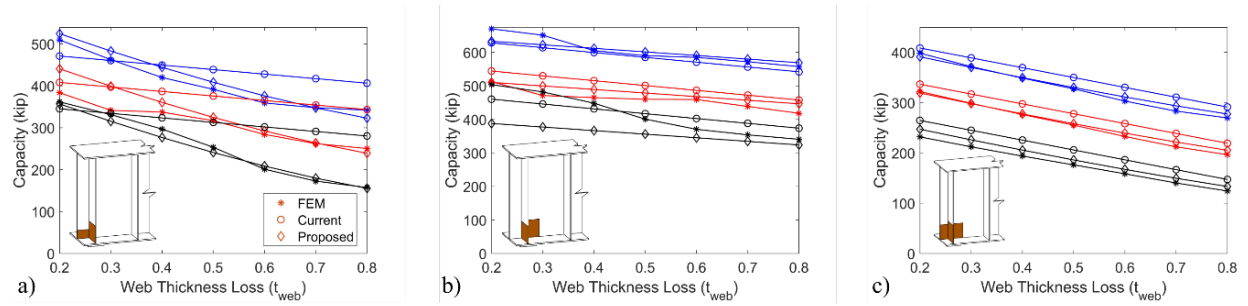 500
400
300
200
100
0
Capacity (kip)
FEM
Current
Proposed
0.2 0.3 0.4 0.5 0.6 0.7 0.8
Web Thickness Loss (t_web)
a)
600
500
400
300
200
100
0
Capacity (kip)
0.2 0.3 0.4 0.5 0.6 0.7 0.8
Web Thickness Loss (t_web)
b)
400
300
200
100
0
Capacity (kip)
0.2 0.3 0.4 0.5 0.6 0.7 0.8
Web Thickness Loss (t_web)
c)